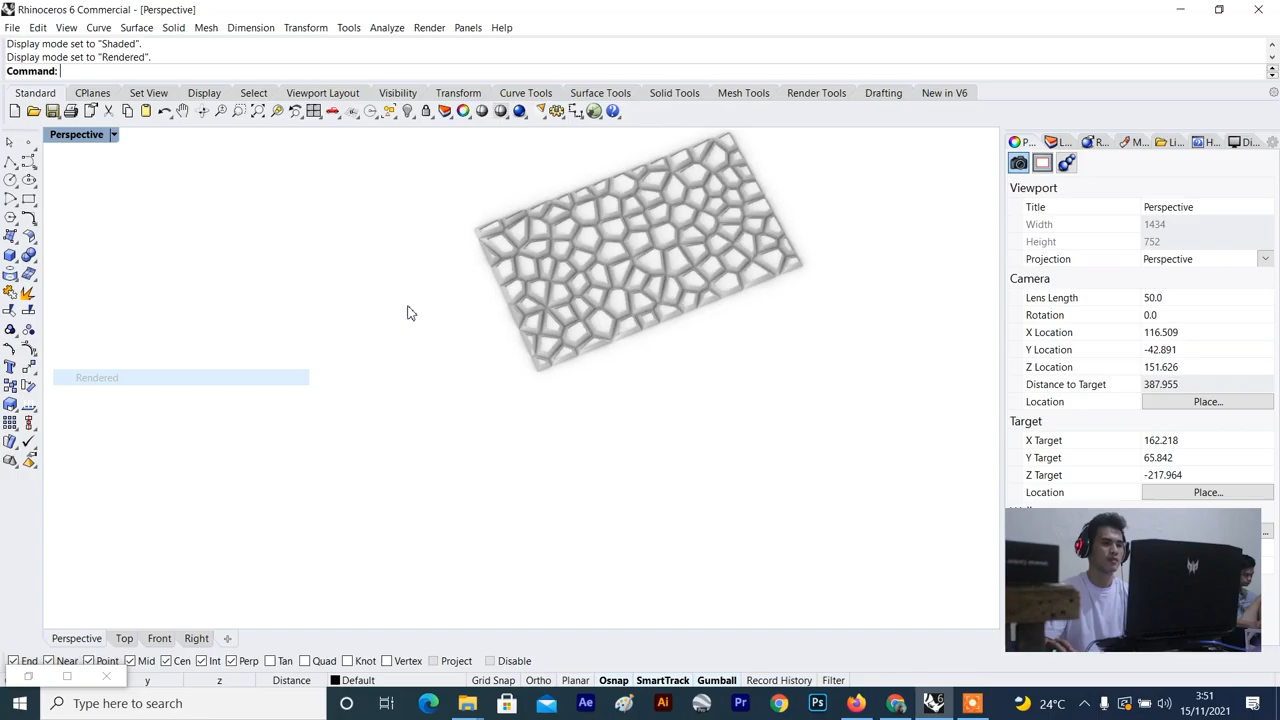 Rhinoceros 6 Commercial - [Perspective]
File Edit View Curve Surface Solid Mesh Dimension Transform Tools Analyze Render Panels Help
Display mode set to "Shaded".
Display mode set to "Rendered".
Command:
Standard CPlanes Set View Display Select Viewport Layout Visibility Transform Curve Tools Surface Tools Solid Tools Mesh Tools Render Tools Drafting New in V6
Perspective
P... L... R... M... Li... H... Di...
Viewport
Title Perspective
Width 1434
Height 752
Projection Perspective
Camera
Lens Length 50.0
Rotation 0.0
X Location 116.509
Y Location -42.891
Z Location 151.626
Distance to Target 387.955
Location Place...
Target
X Target 162.218
Y Target 65.842
Z Target -217.964
Location Place...
Rendered
Perspective Top Front Right
End Near Point Mid Cen Int Perp Tan Quad Knot Vertex Project Disable
y z Distance Default Grid Snap Ortho Planar Osnap SmartTrack Gumball Record History Filter
Type here to search
Ae Ai Pr Ps 6
24°C
3:51
15/11/2021